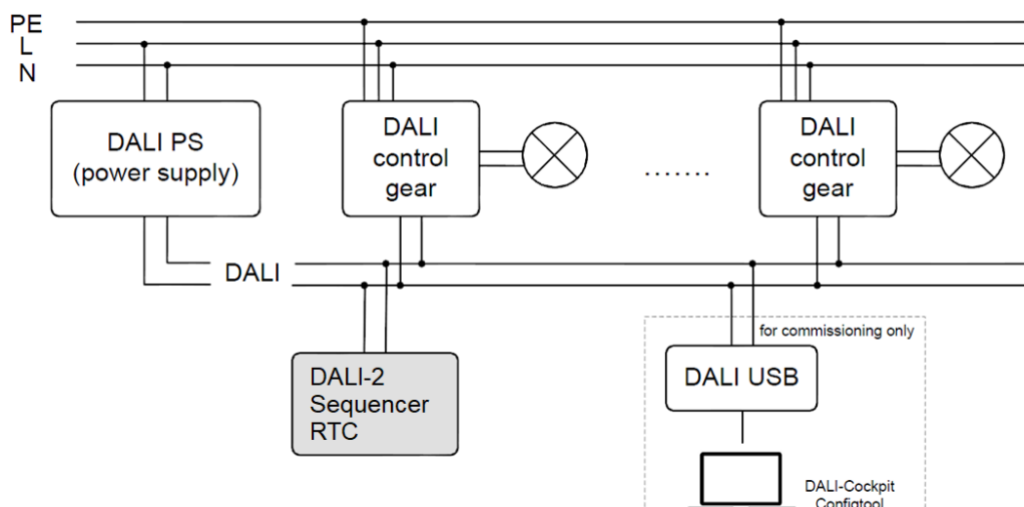 PE
L
N
DALI PS
(power supply)
DALI
control
gear
.......
DALI
control
gear
DALI
for commissioning only
DALI-2
Sequencer
RTC
DALI USB
DALI-Cockpit
Configtool